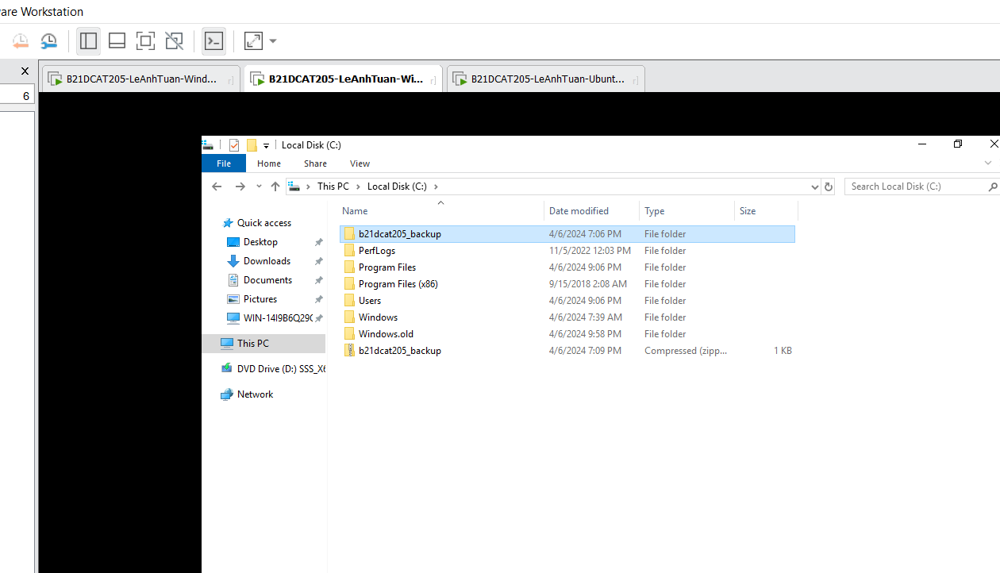 are Workstation
B21DCAT205-LeAnhTuan-Wind... B21DCAT205-LeAnhTuan-Wi... B21DCAT205-LeAnhTuan-Ubunt...
6
Local Disk (C:)
File Home Share View
This PC Local Disk (C:) Search Local Disk (C:)
Name Date modified Type Size
Quick access
Desktop
Downloads
Documents
Pictures
WIN-14I9B6Q29
This PC
DVD Drive (D:) SSS_X6
Network
b21dcat205_backup 4/6/2024 7:06 PM File folder
PerfLogs 11/5/2022 12:03 PM File folder
Program Files 4/6/2024 9:06 PM File folder
Program Files (x86) 9/15/2018 2:08 AM File folder
Users 4/6/2024 9:06 PM File folder
Windows 4/6/2024 7:39 AM File folder
Windows.old 4/6/2024 9:58 PM File folder
b21dcat205_backup 4/6/2024 7:09 PM Compressed (zipp... 1 KB